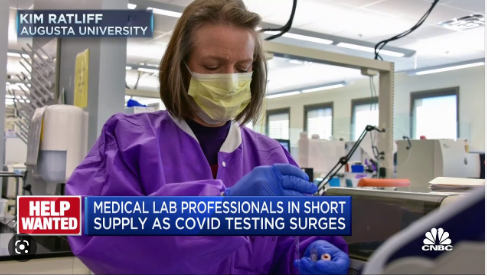 KIM RATLIFF
AUGUSTA UNIVERSITY
HELP
WANTED
MEDICAL LAB PROFESSIONALS IN SHORT
SUPPLY AS COVID TESTING SURGES
CNBC